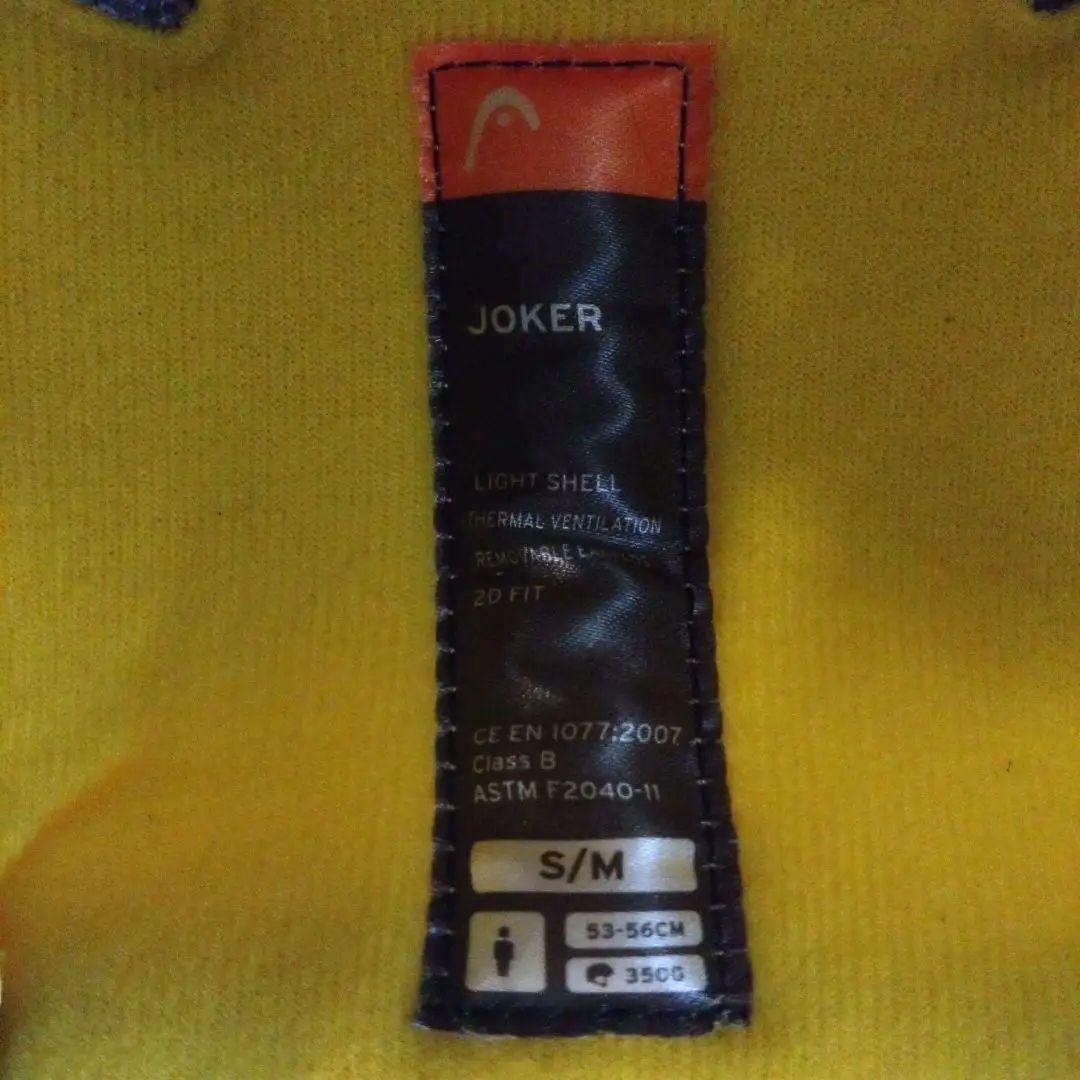 JOKER
LIGHT SHELL
THERMAL VENTILATION
REMOVABLE
2D FIT
CE EN 1077:2007
Class B
ASTM F2040-11
S/M
53-56CM
350G